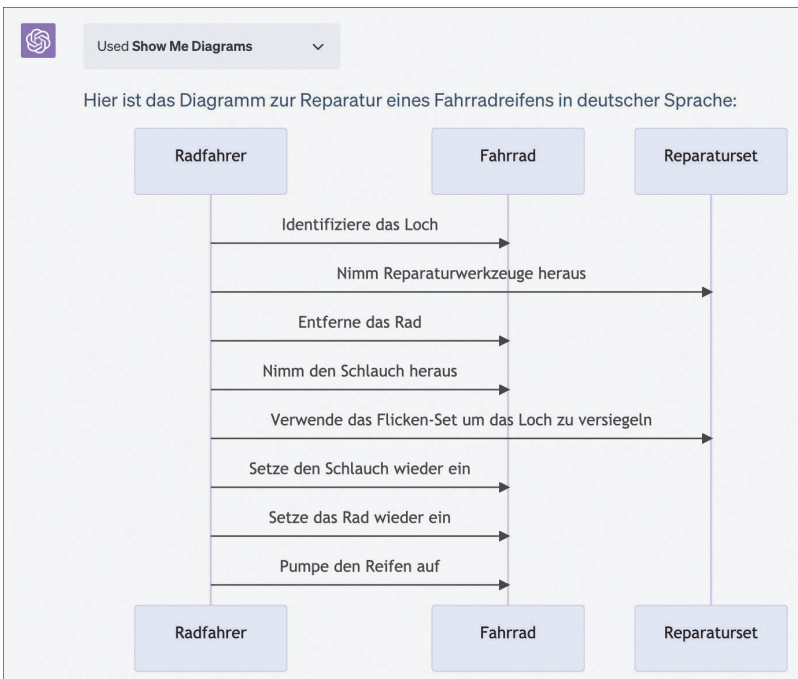 Used Show Me Diagrams
Hier ist das Diagramm zur Reparatur eines Fahrradreifens in deutscher Sprache:
Radfahrer
Fahrrad
Reparaturset
Identifiziere das Loch
Nimm Reparaturwerkzeuge heraus
Entferne das Rad
Nimm den Schlauch heraus
Verwende das Flicken-Set um das Loch zu versiegeln
Setze den Schlauch wieder ein
Setze das Rad wieder ein
Pumpe den Reifen auf
Radfahrer
Fahrrad
Reparaturset